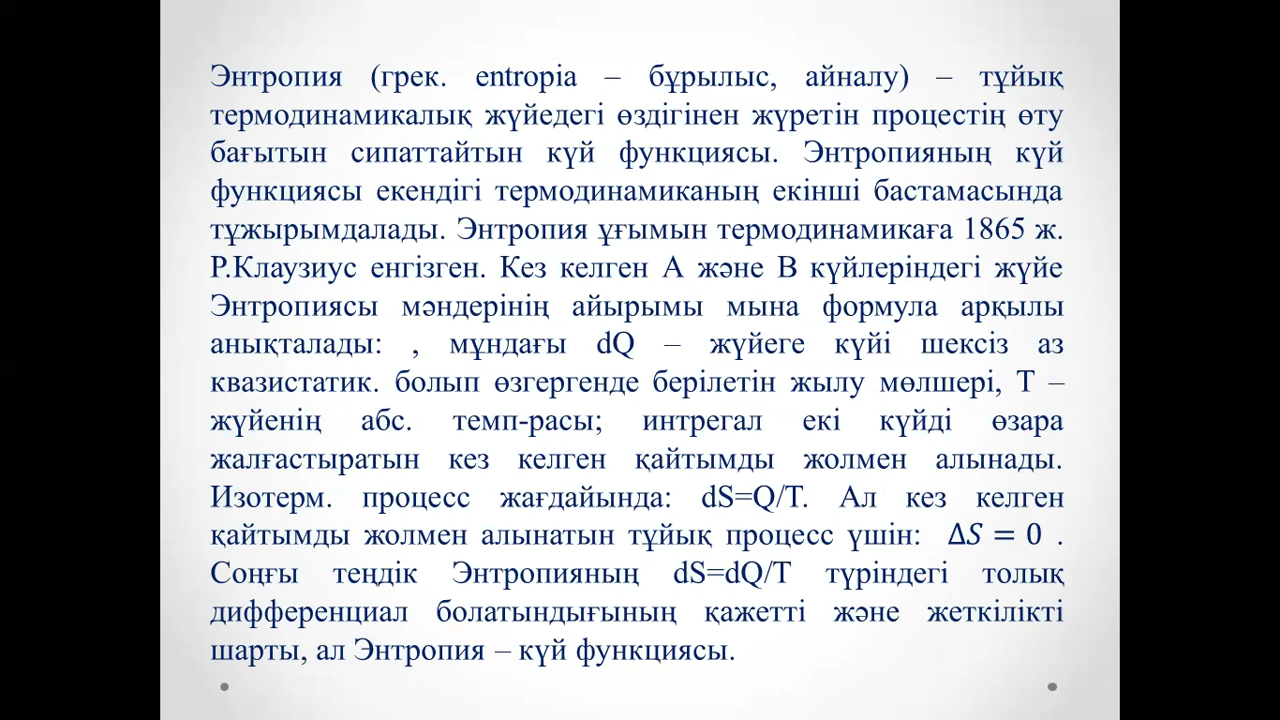 Энтропия (грек. entropia – бұрылыс, айналу) – тұйық
термодинамикалық жүйедегі өздігінен жүретін процестің өту
бағытын сипаттайтын күй функциясы. Энтропияның күй
функциясы екендігі термодинамиканың екінші бастамасында
тұжырымдалады. Энтропия ұғымын термодинамикаға 1865 ж.
Р.Клаузиус енгізген. Кез келген А және В күйлеріндегі жүйе
Энтропиясы мәндерінің айырымы мына формула арқылы
анықталады: , мұндағы dQ – жүйеге күйі шексіз аз
квазистатик. болып өзгергенде берілетін жылу мөлшері, Т –
жүйенің абс. темп-расы; интрегал екі күйді өзара
жалғастыратын кез келген қайтымды жолмен алынады.
Изотерм. процесс жағдайында: dS=Q/T. Ал кез келген
қайтымды жолмен алынатын тұйық процесс үшін: Δ𝑆 = 0 .
Соңғы теңдік Энтропияның dS=dQ/T түріндегі толық
дифференциал болатындығының қажетті және жеткілікті
шарты, ал Энтропия – күй функциясы.